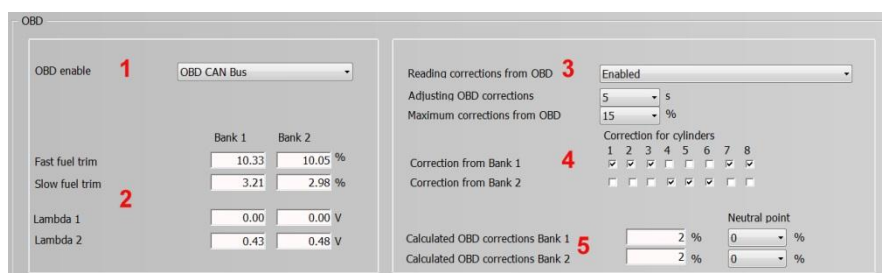 OBD
OBD enable 1 OBD CAN Bus
Bank 1 Bank 2
Fast fuel trim 10.33 10.05 %
Slow fuel trim 3.21 2.98 %
2
Lambda 1 0.00 0.00 V
Lambda 2 0.43 0.48 V
Reading corrections from OBD 3 Enabled
Adjusting OBD corrections 5 s
Maximum corrections from OBD 15 %
Correction for cylinders
1 2 3 4 5 6 7 8
Correction from Bank 1 4
Correction from Bank 2
Neutral point
Calculated OBD corrections Bank 1 5 2 % 0 %
Calculated OBD corrections Bank 2 2 % 0 %